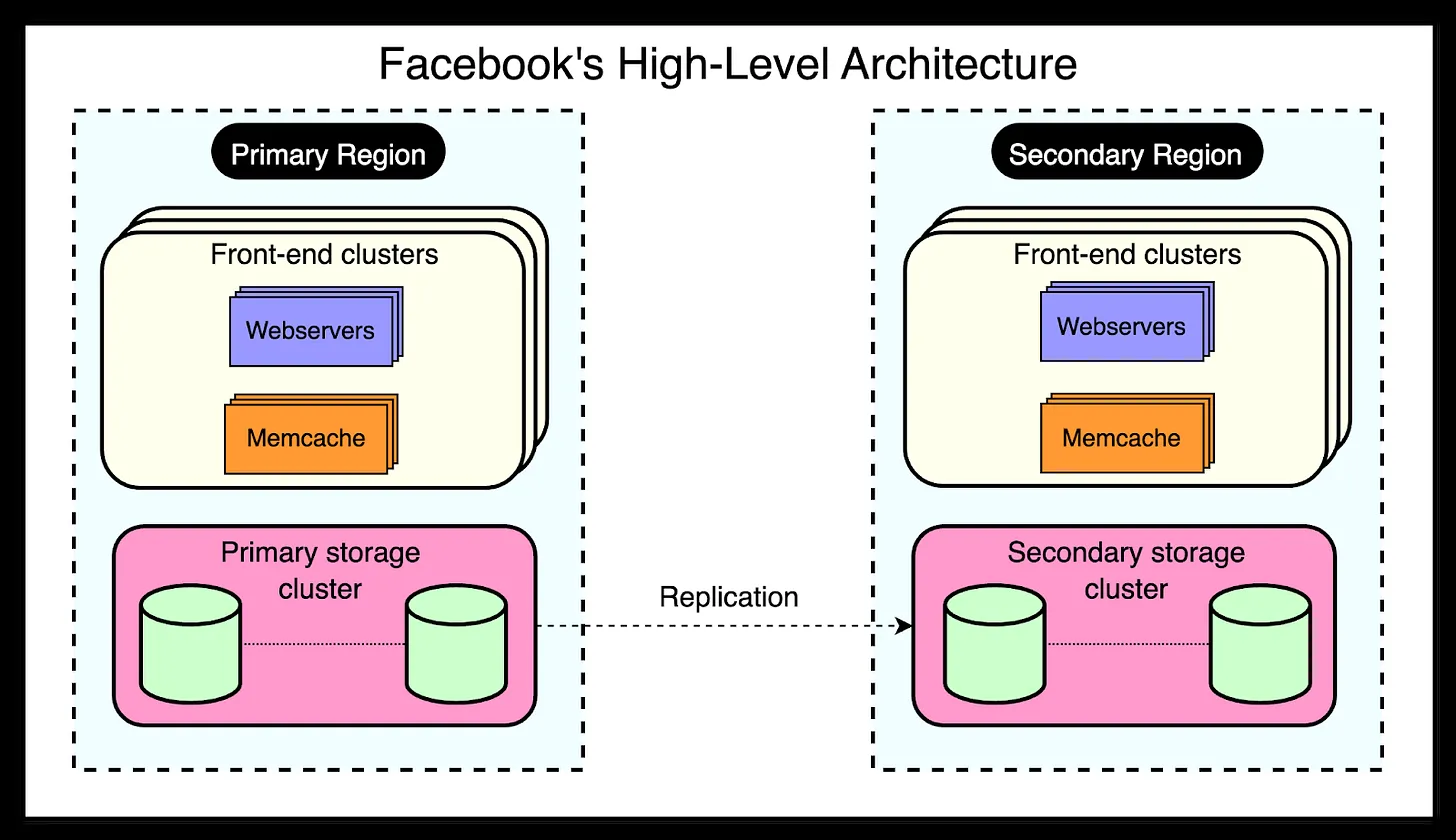 Facebook's High-Level Architecture
Primary Region
Front-end clusters
Webservers
Memcache
Primary storage
cluster
Replication
Secondary Region
Front-end clusters
Webservers
Memcache
Secondary storage
cluster